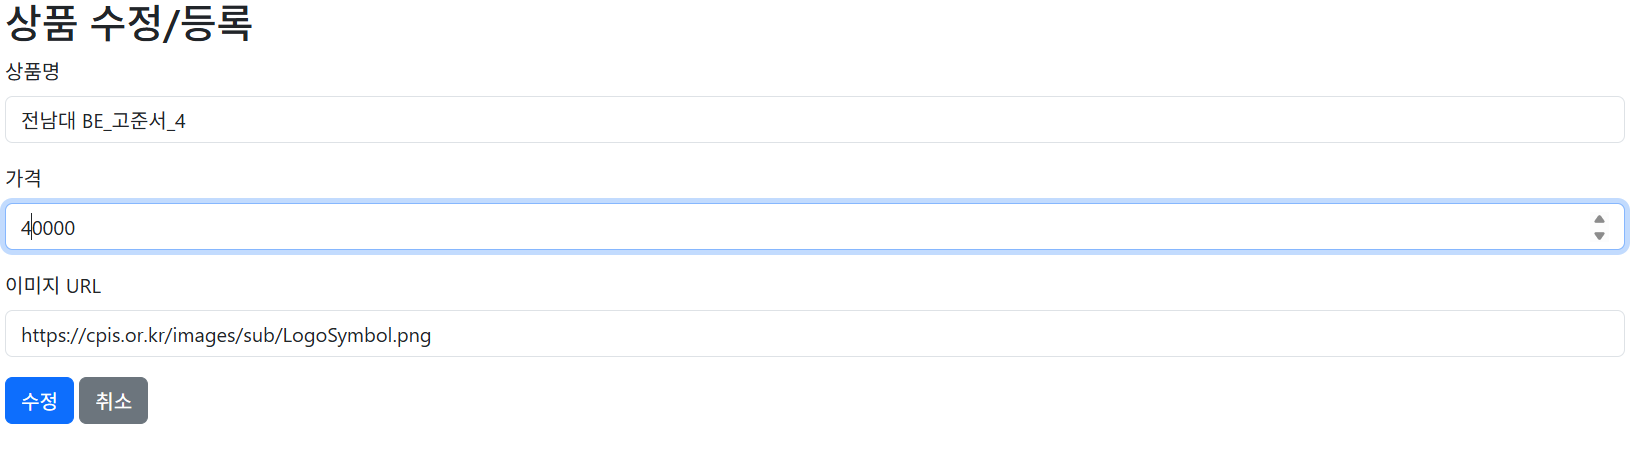 상품 수정/등록
상품명
전남대 BE_고준서_4
가격
40000
이미지 URL
https://cpis.or.kr/images/sub/LogoSymbol.png
수정 취소